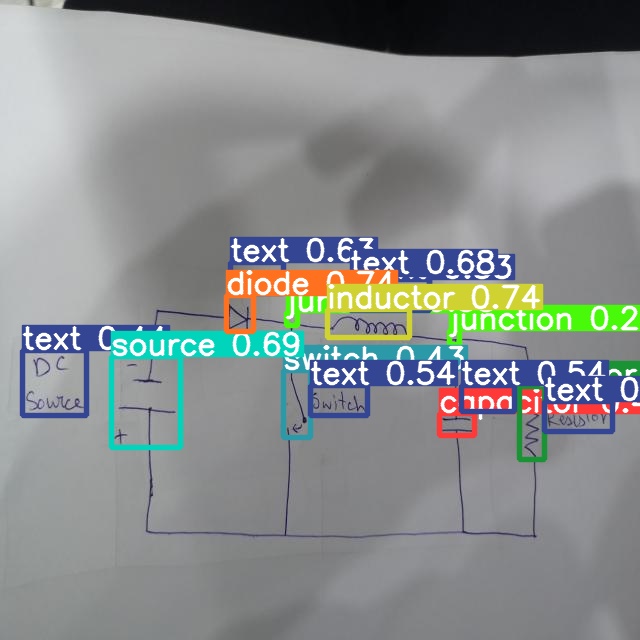 text 0.63
text 0.683
diode 0.74
inductor 0.74
junction 0.2
text 0.44
source 0.69
switch 0.43
text 0.54
text 0.54
text 0
DC
Source
-
+
Switch
Resistor